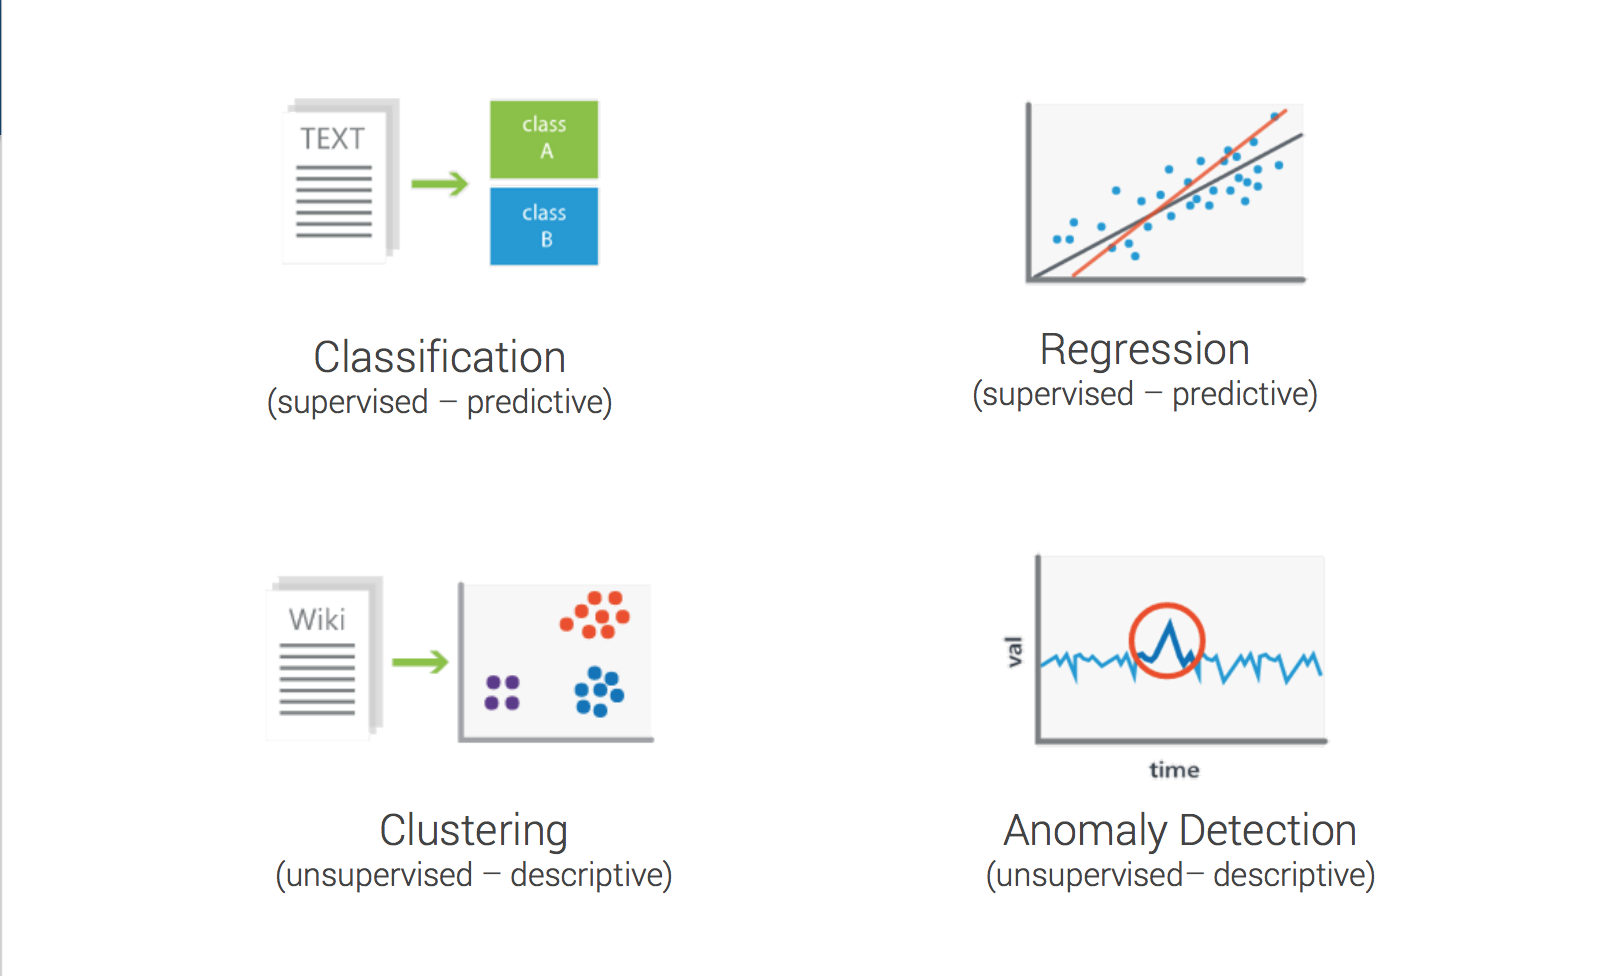 TEXT
class
A
class
B
Classification
(supervised – predictive)
Regression
(supervised – predictive)
Wiki
Clustering
(unsupervised – descriptive)
val
time
Anomaly Detection
(unsupervised– descriptive)